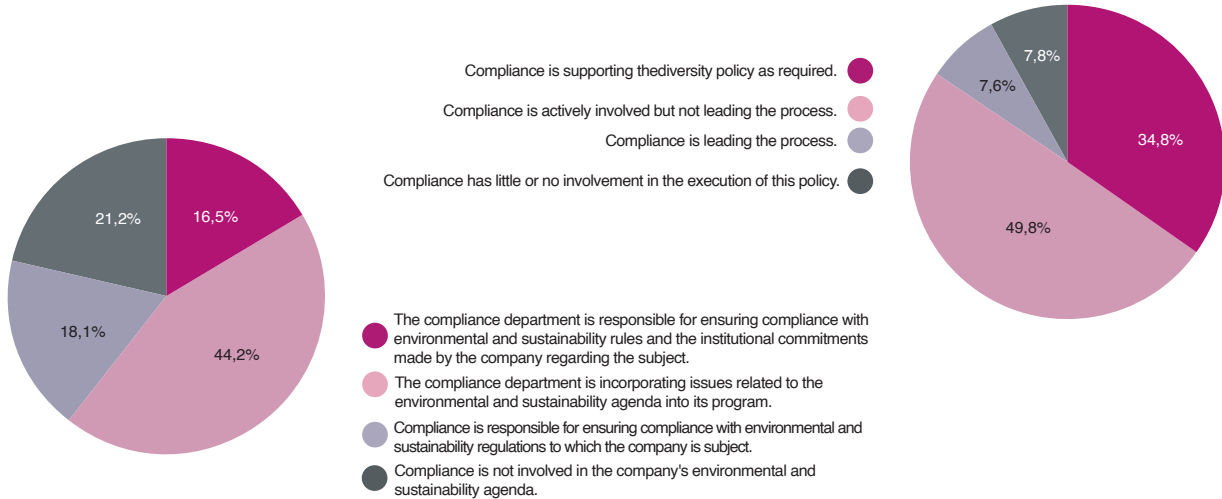 Compliance is supporting thediversity policy as required.
Compliance is actively involved but not leading the process.
Compliance is leading the process.
Compliance has little or no involvement in the execution of this policy.
7,8%
7,6%
34,8%
49,8%
21,2%
16,5%
18,1%
44,2%
The compliance department is responsible for ensuring compliance with
environmental and sustainability rules and the institutional commitments
made by the company regarding the subject.
The compliance department is incorporating issues related to the
environmental and sustainability agenda into its program.
Compliance is responsible for ensuring compliance with environmental and
sustainability regulations to which the company is subject.
Compliance is not involved in the company's environmental and
sustainability agenda.